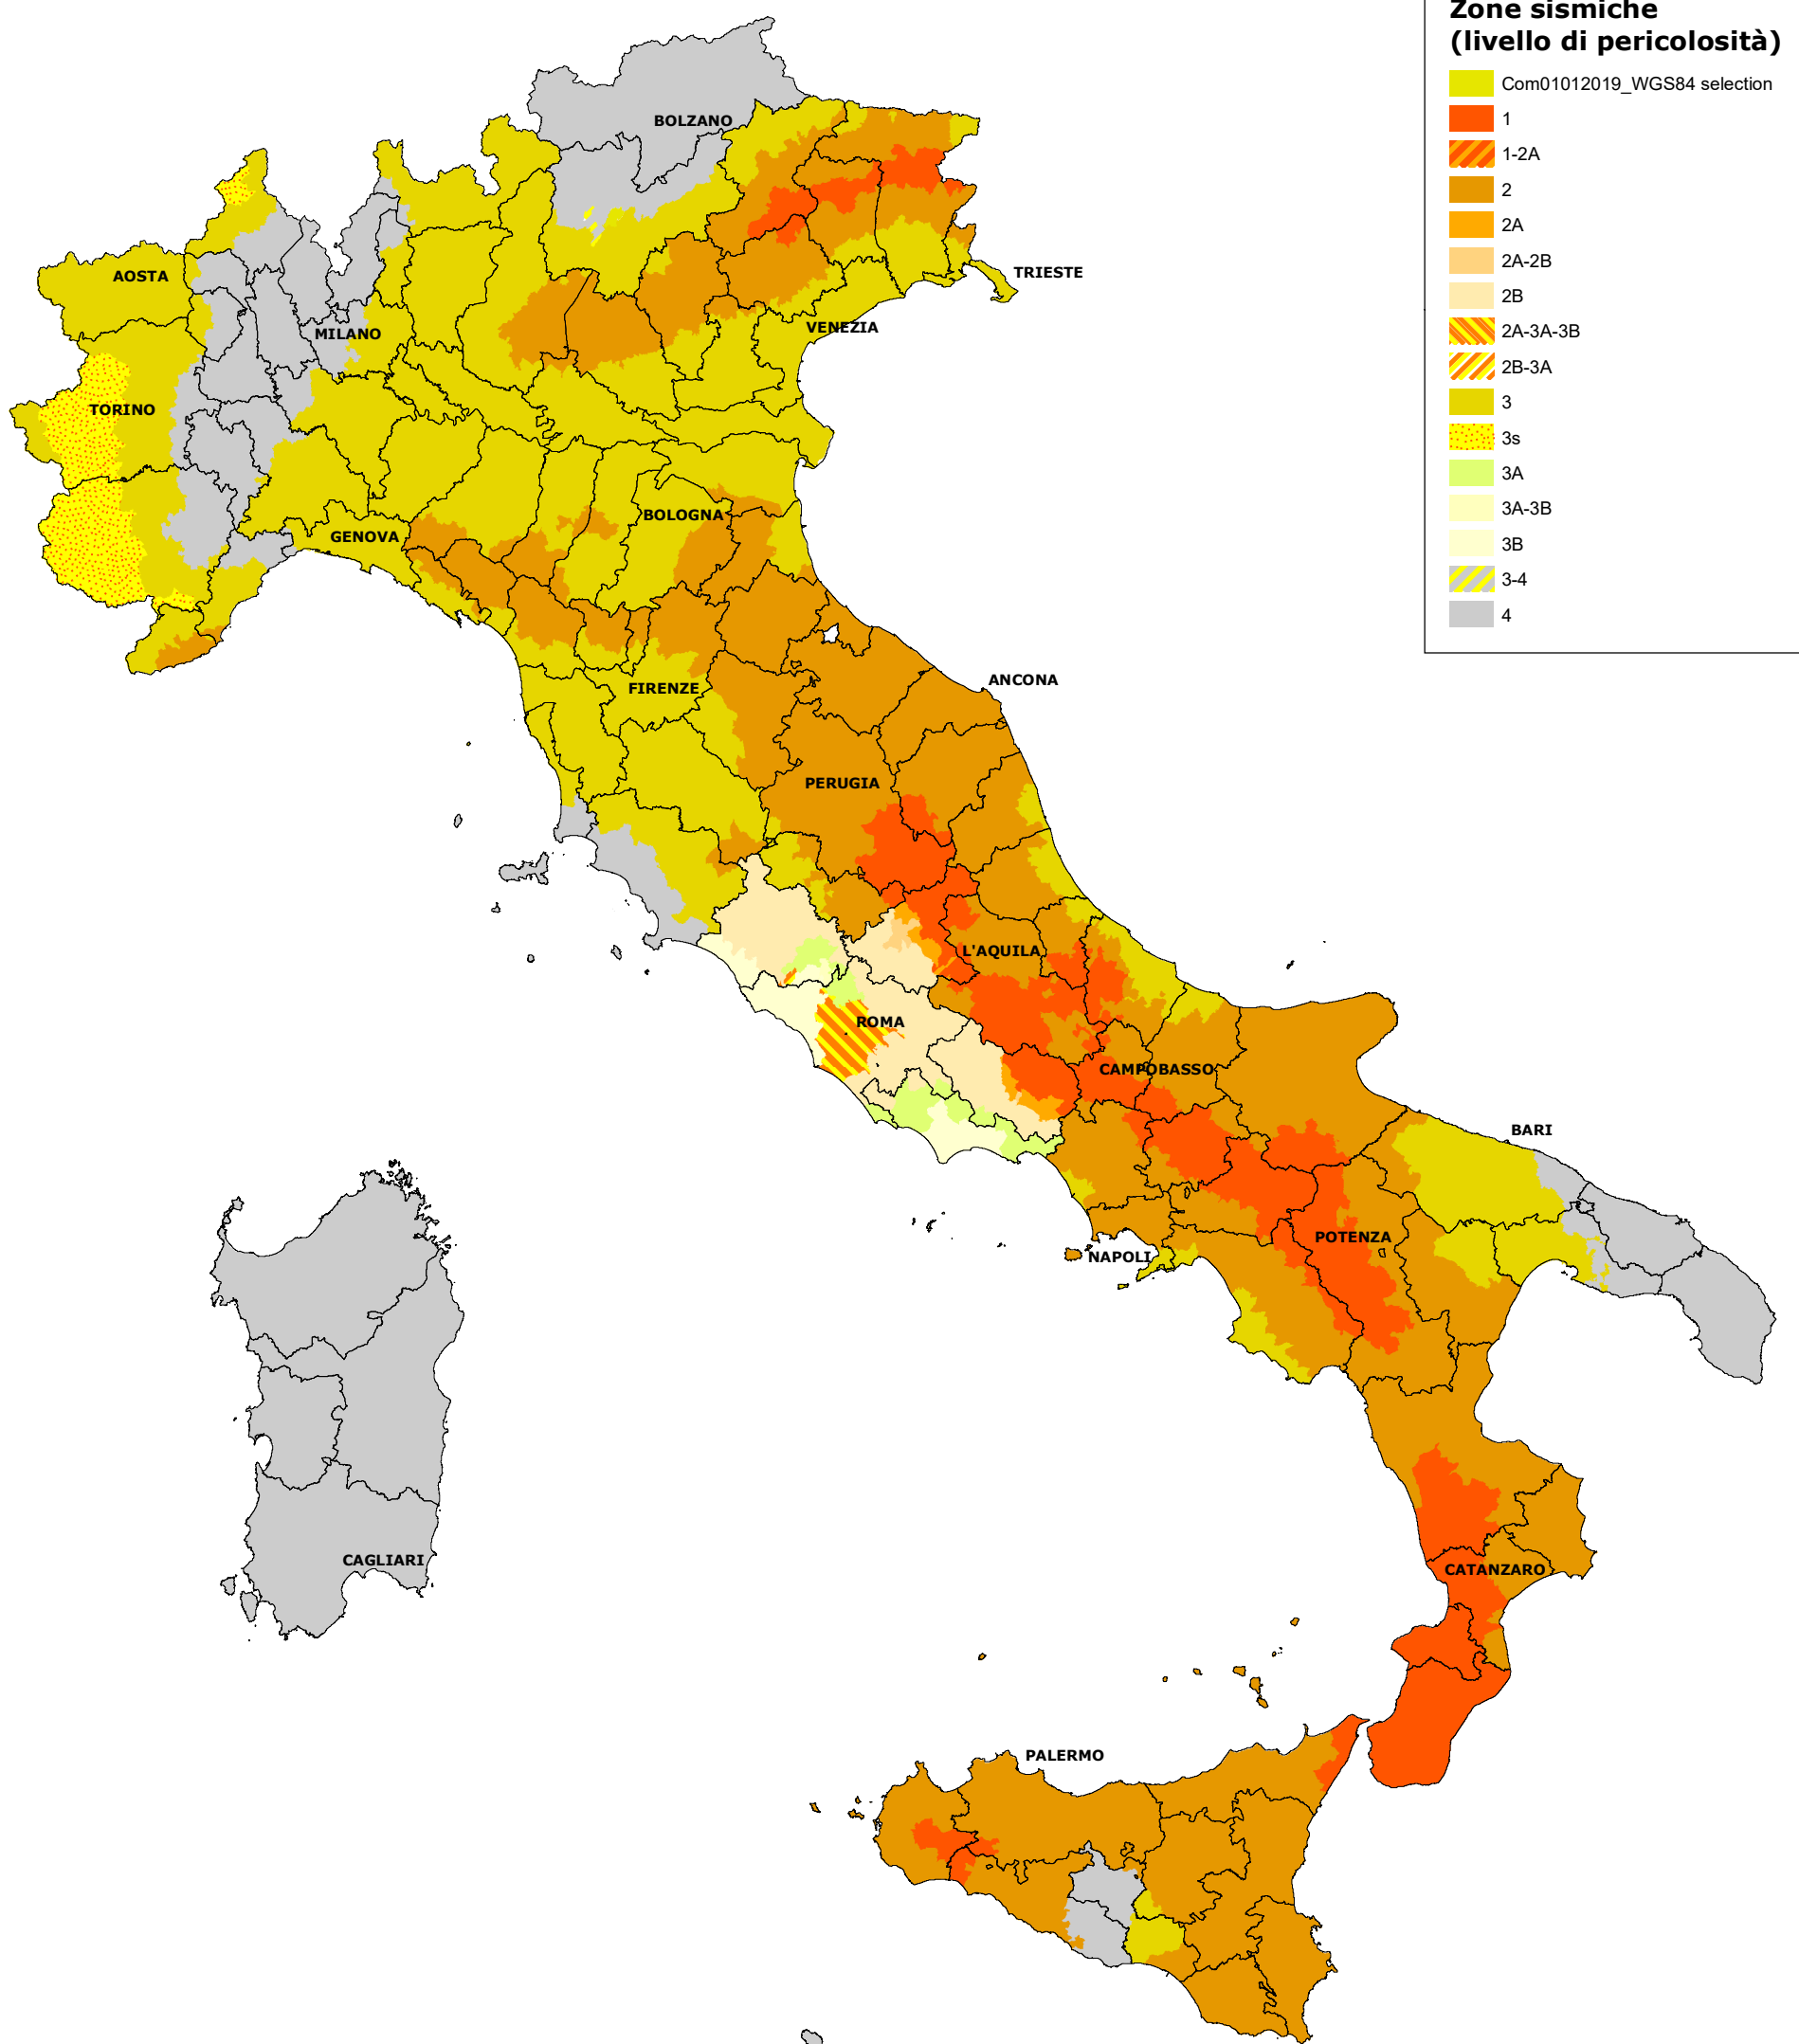 Zone sismiche
(livello di pericolosità)
Com01012019_WGS84 selection
1
1-2A
2
2A
2A-2B
2B
2A-3A-3B
2B-3A
3
3s
3A
3A-3B
3B
3-4
4
BOLZANO
AOSTA
TRIESTE
MILANO
VENEZIA
TORINO
BOLOGNA
GENOVA
ANCONA
FIRENZE
PERUGIA
L'AQUILA
ROMA
CAMPOBASSO
BARI
POTENZA
NAPOLI
CAGLIARI
CATANZARO
PALERMO